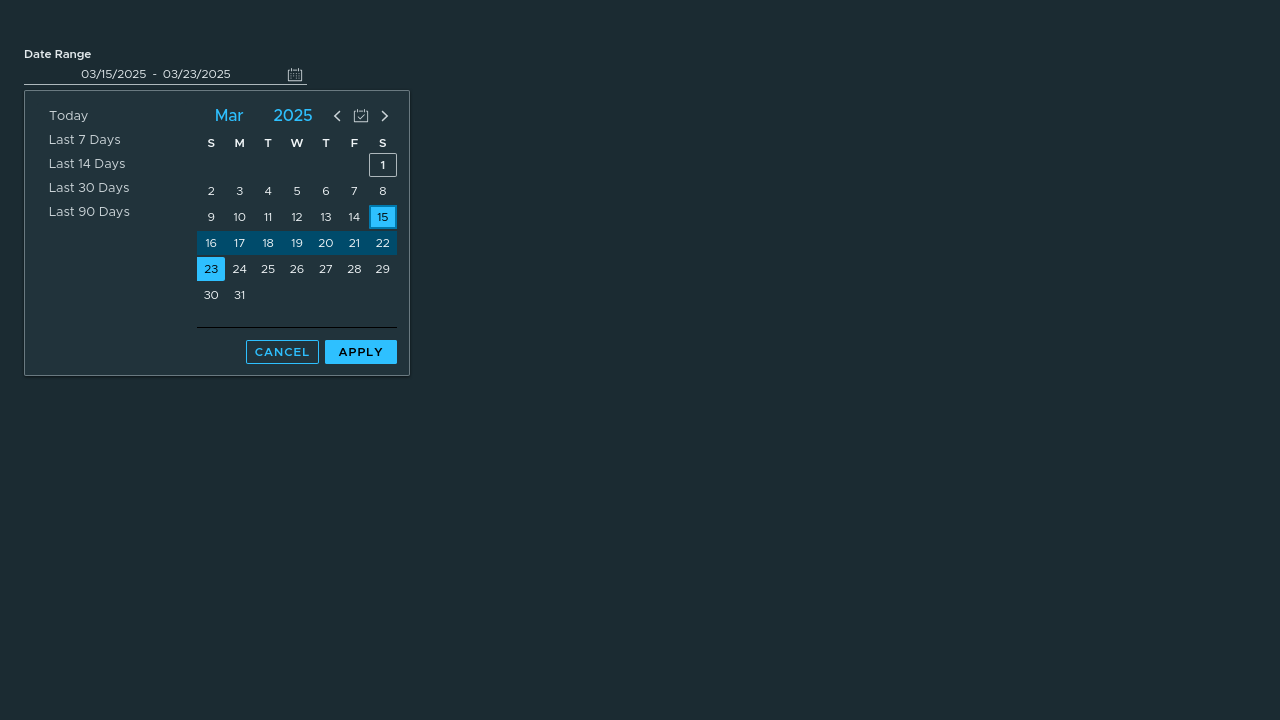 Date Range
03/15/2025 - 03/23/2025
Today
Last 7 Days
Last 14 Days
Last 30 Days
Last 90 Days
Mar 2025
S M T W T F S
1
2 3 4 5 6 7 8
9 10 11 12 13 14 15
16 17 18 19 20 21 22
23 24 25 26 27 28 29
30 31
CANCEL APPLY